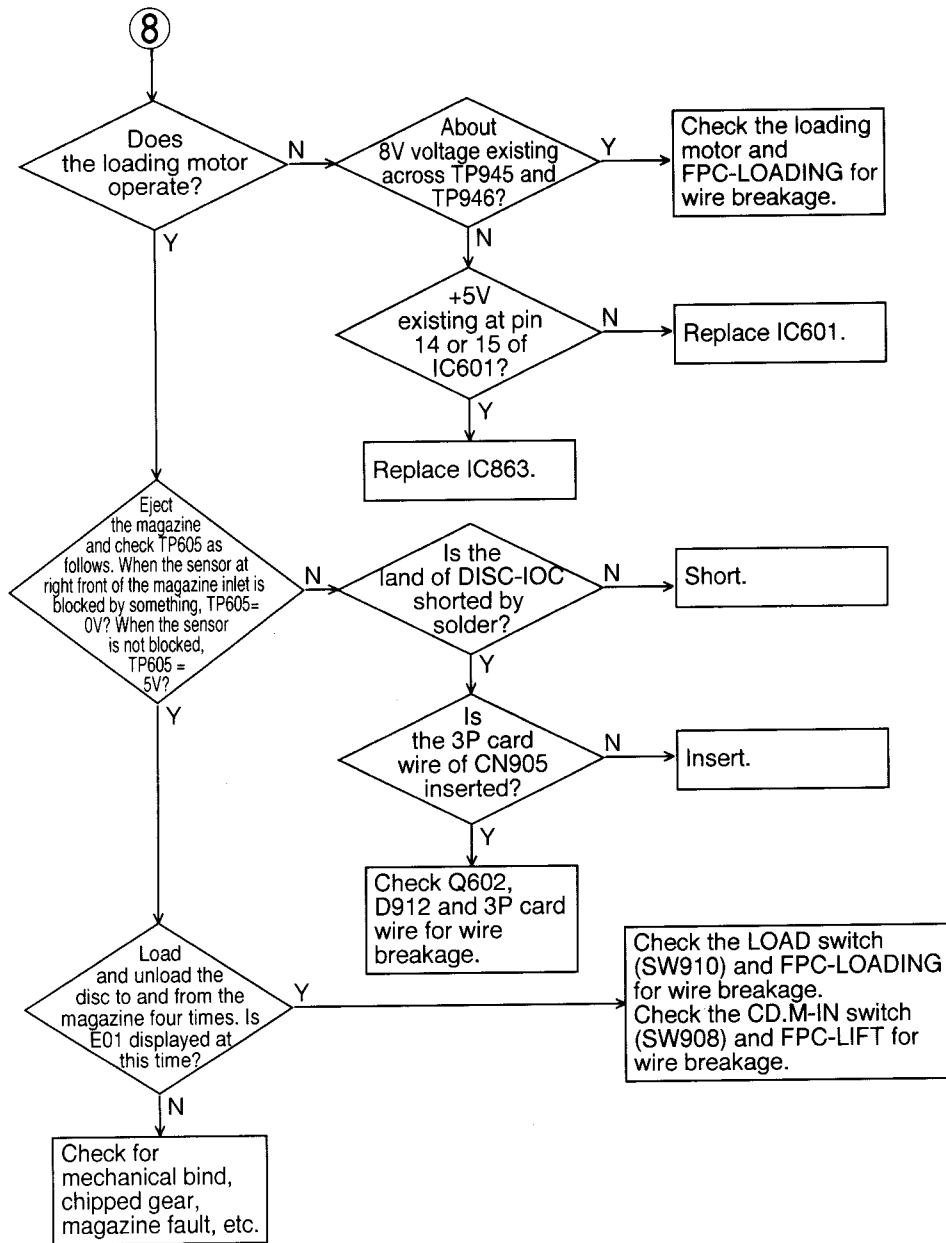 8
Does
the loading motor
operate?
N
About
8V voltage existing
across TP945 and
TP946?
Y
Check the loading
motor and
FPC-LOADING for
wire breakage.
Y
N
+5V
existing at pin
14 or 15 of
IC601?
N
Replace IC601.
Y
Replace IC863.
Eject
the magazine
and check TP605 as
follows. When the sensor at
right front of the magazine inlet is
blocked by something, TP605=
0V? When the sensor
is not blocked,
TP605 =
5V?
N
Is the
land of DISC-IOC
shorted by
solder?
N
Short.
Y
Y
Is
the 3P card
wire of CN905
inserted?
N
Insert.
Y
Check Q602,
D912 and 3P card
wire for wire
breakage.
Load
and unload the
disc to and from the
magazine four times. Is
E01 displayed at
this time?
Y
Check the LOAD switch
(SW910) and FPC-LOADING
for wire breakage.
Check the CD.M-IN switch
(SW908) and FPC-LIFT for
wire breakage.
N
Check for
mechanical bind,
chipped gear,
magazine fault, etc.